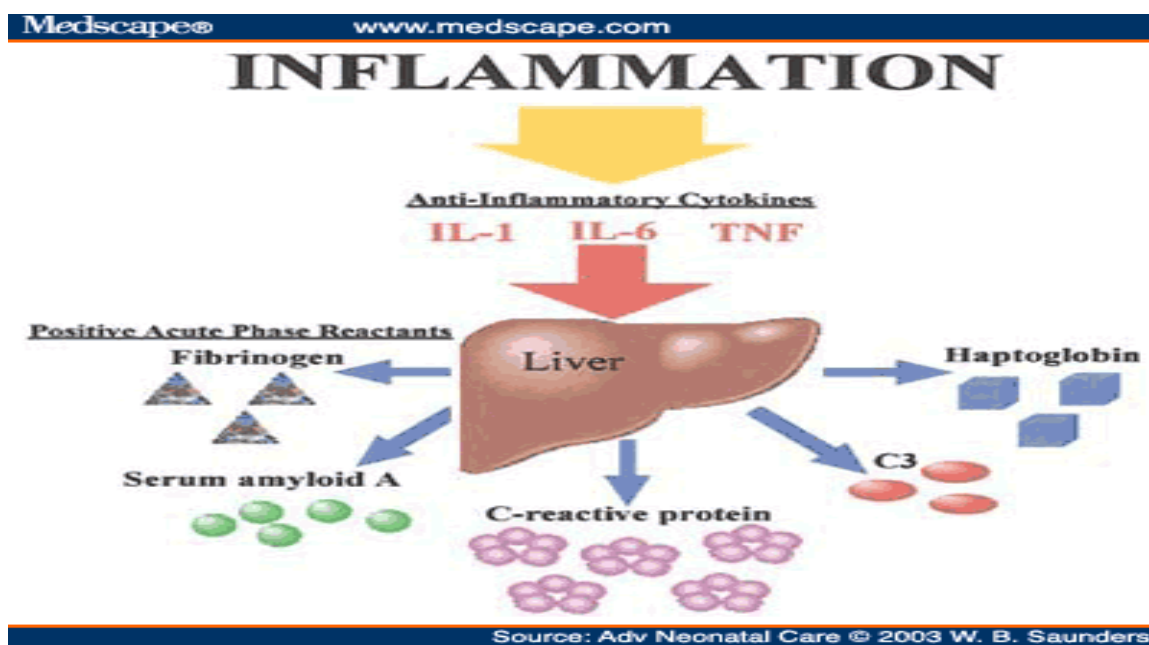 Medscape® www.medscape.com
INFLAMMATION
Anti-Inflammatory Cytokines
IL-1 IL-6 TNF
Positive Acute Phase Reactants
Fibrinogen
Liver
Haptoglobin
Serum amyloid A
C3
C-reactive protein
Source: Adv Neonatal Care © 2003 W. B. Saunders